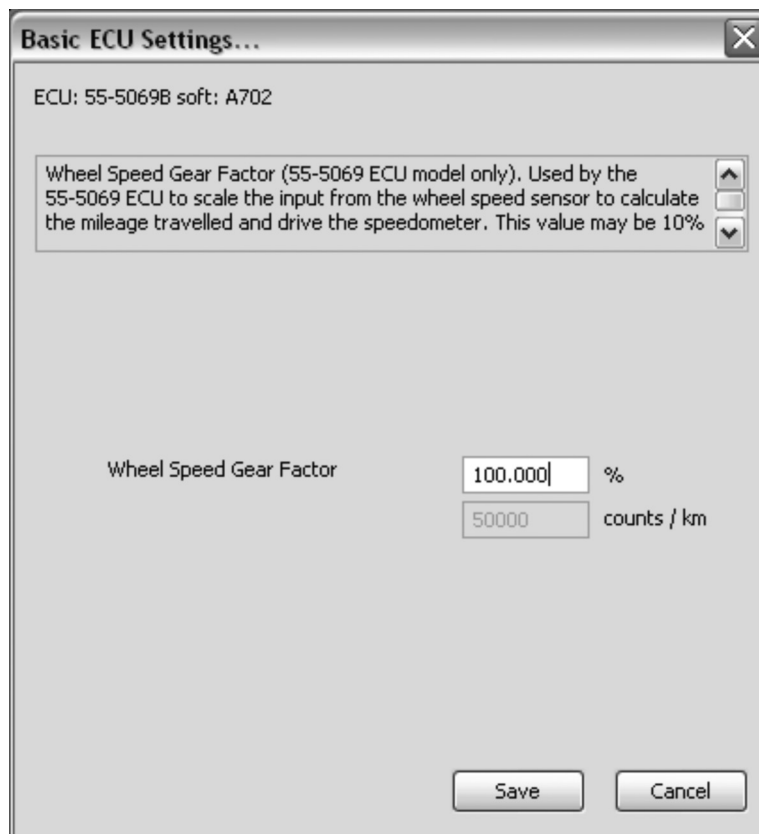 Basic ECU Settings...
ECU: 55-5069B soft: A702
Wheel Speed Gear Factor (55-5069 ECU model only). Used by the
55-5069 ECU to scale the input from the wheel speed sensor to calculate
the mileage travelled and drive the speedometer. This value may be 10%
Wheel Speed Gear Factor 100.000 %
50000 counts / km
Save Cancel